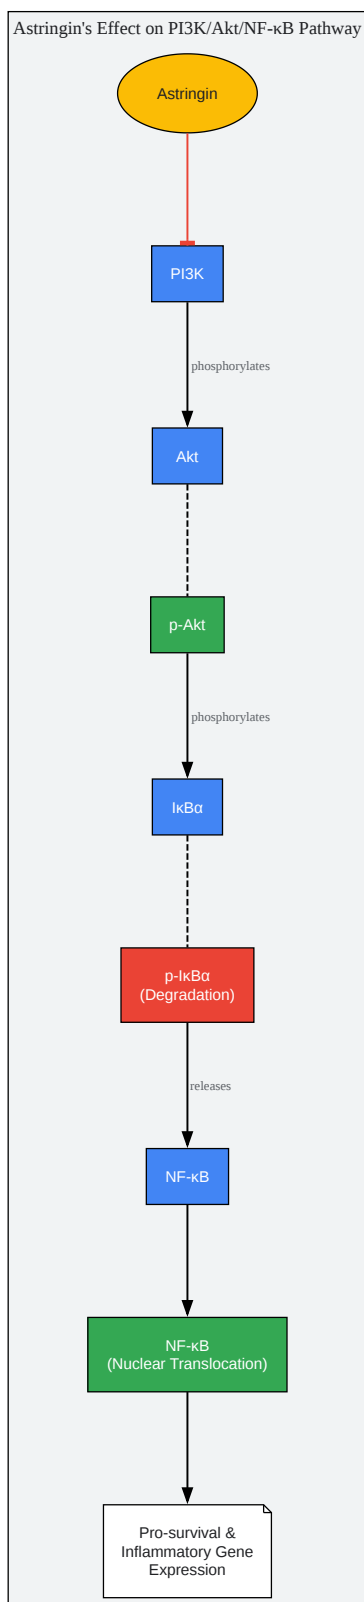 Astringin's Effect on PI3K/Akt/NF-κB Pathway
Astringin
PI3K
phosphorylates
Akt
p-Akt
phosphorylates
IκBα
p-IκBα
(Degradation)
releases
NF-κB
NF-κB
(Nuclear Translocation)
Pro-survival &
Inflammatory Gene
Expression